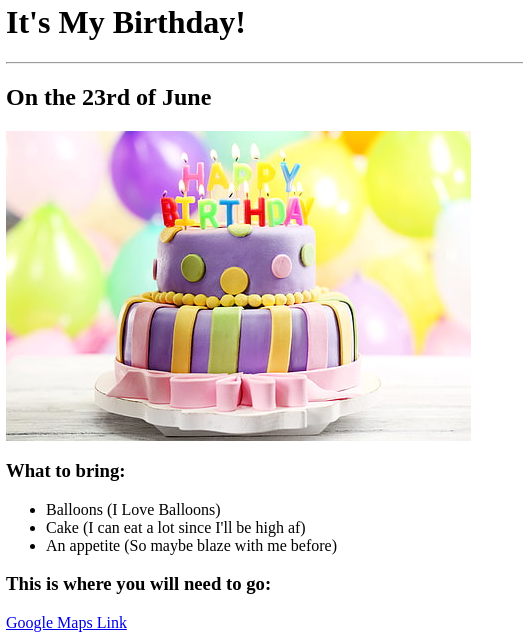 It's My Birthday!
On the 23rd of June
HAPPY
BIRTHDAY
What to bring:
Balloons (I Love Balloons)
Cake (I can eat a lot since I'll be high af)
An appetite (So maybe blaze with me before)
This is where you will need to go:
Google Maps Link